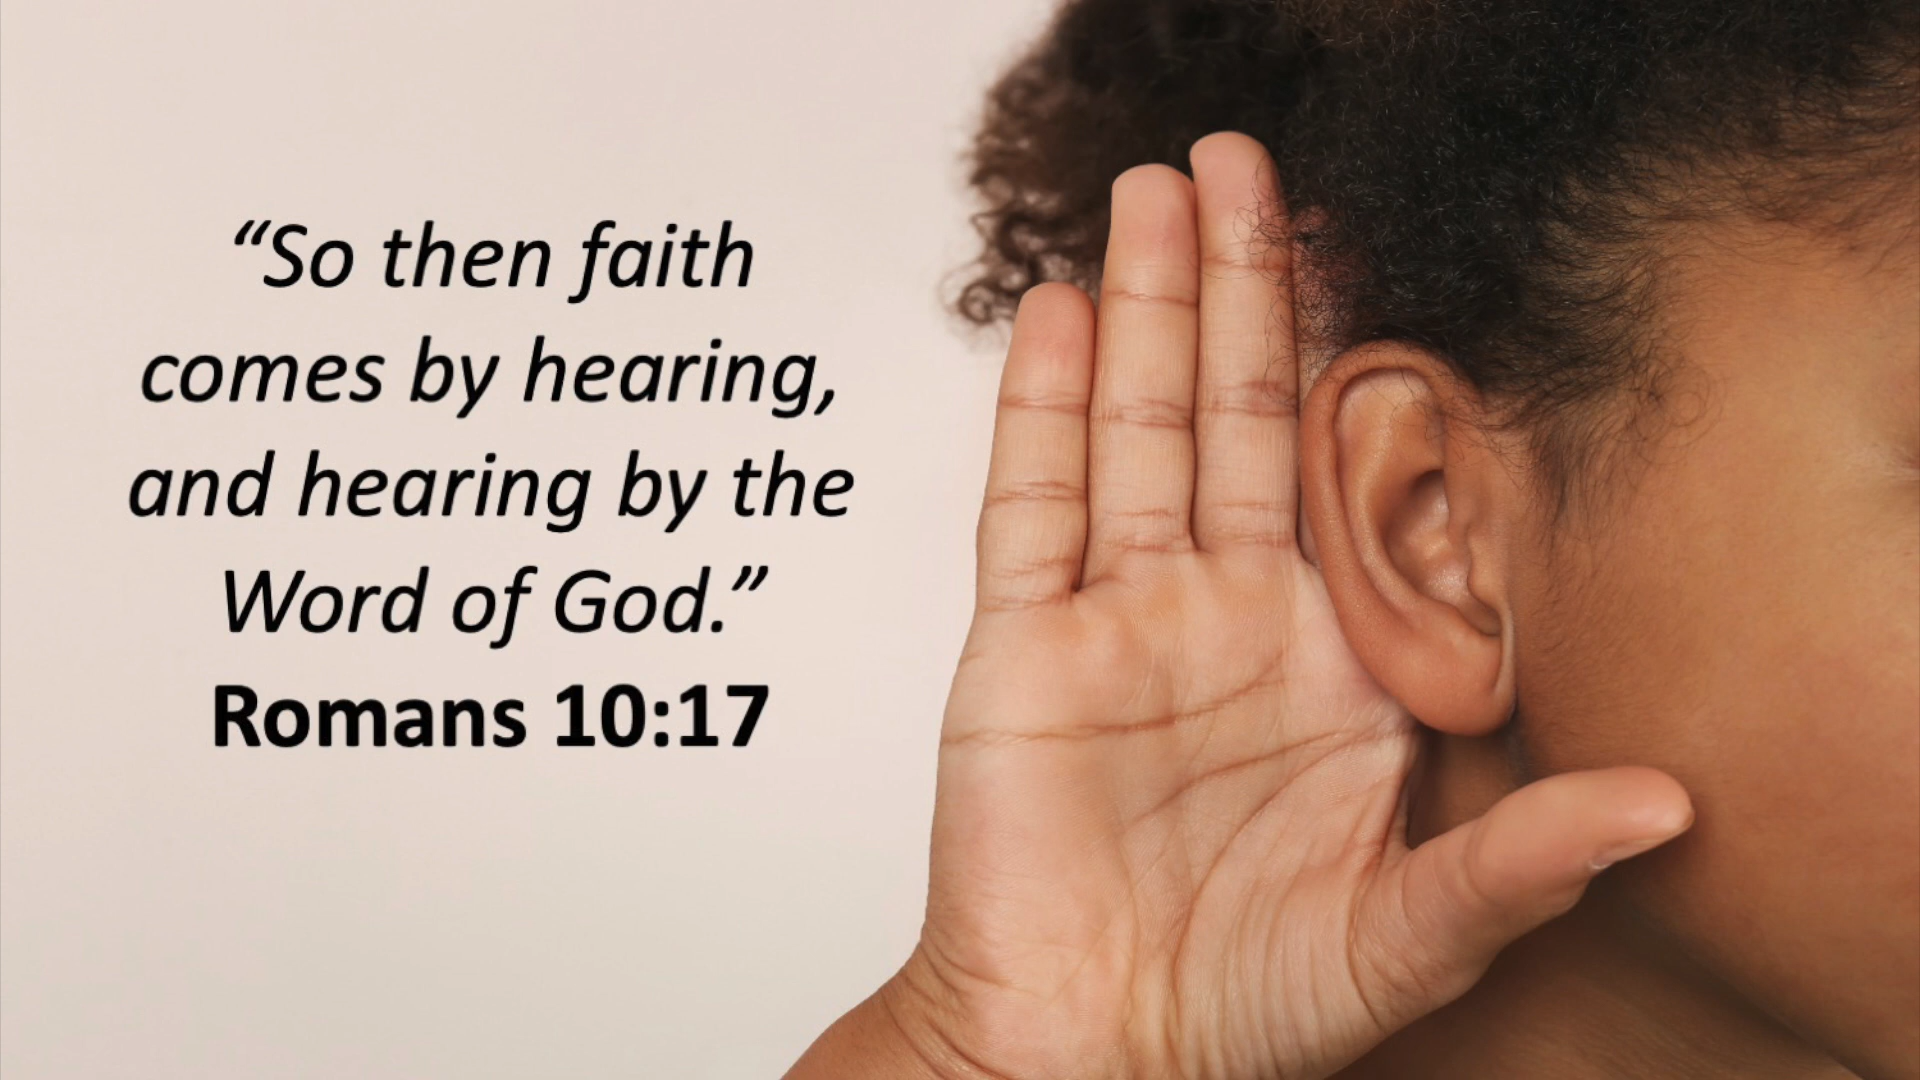 “So then faith
comes by hearing,
and hearing by the
Word of God.”
Romans 10:17